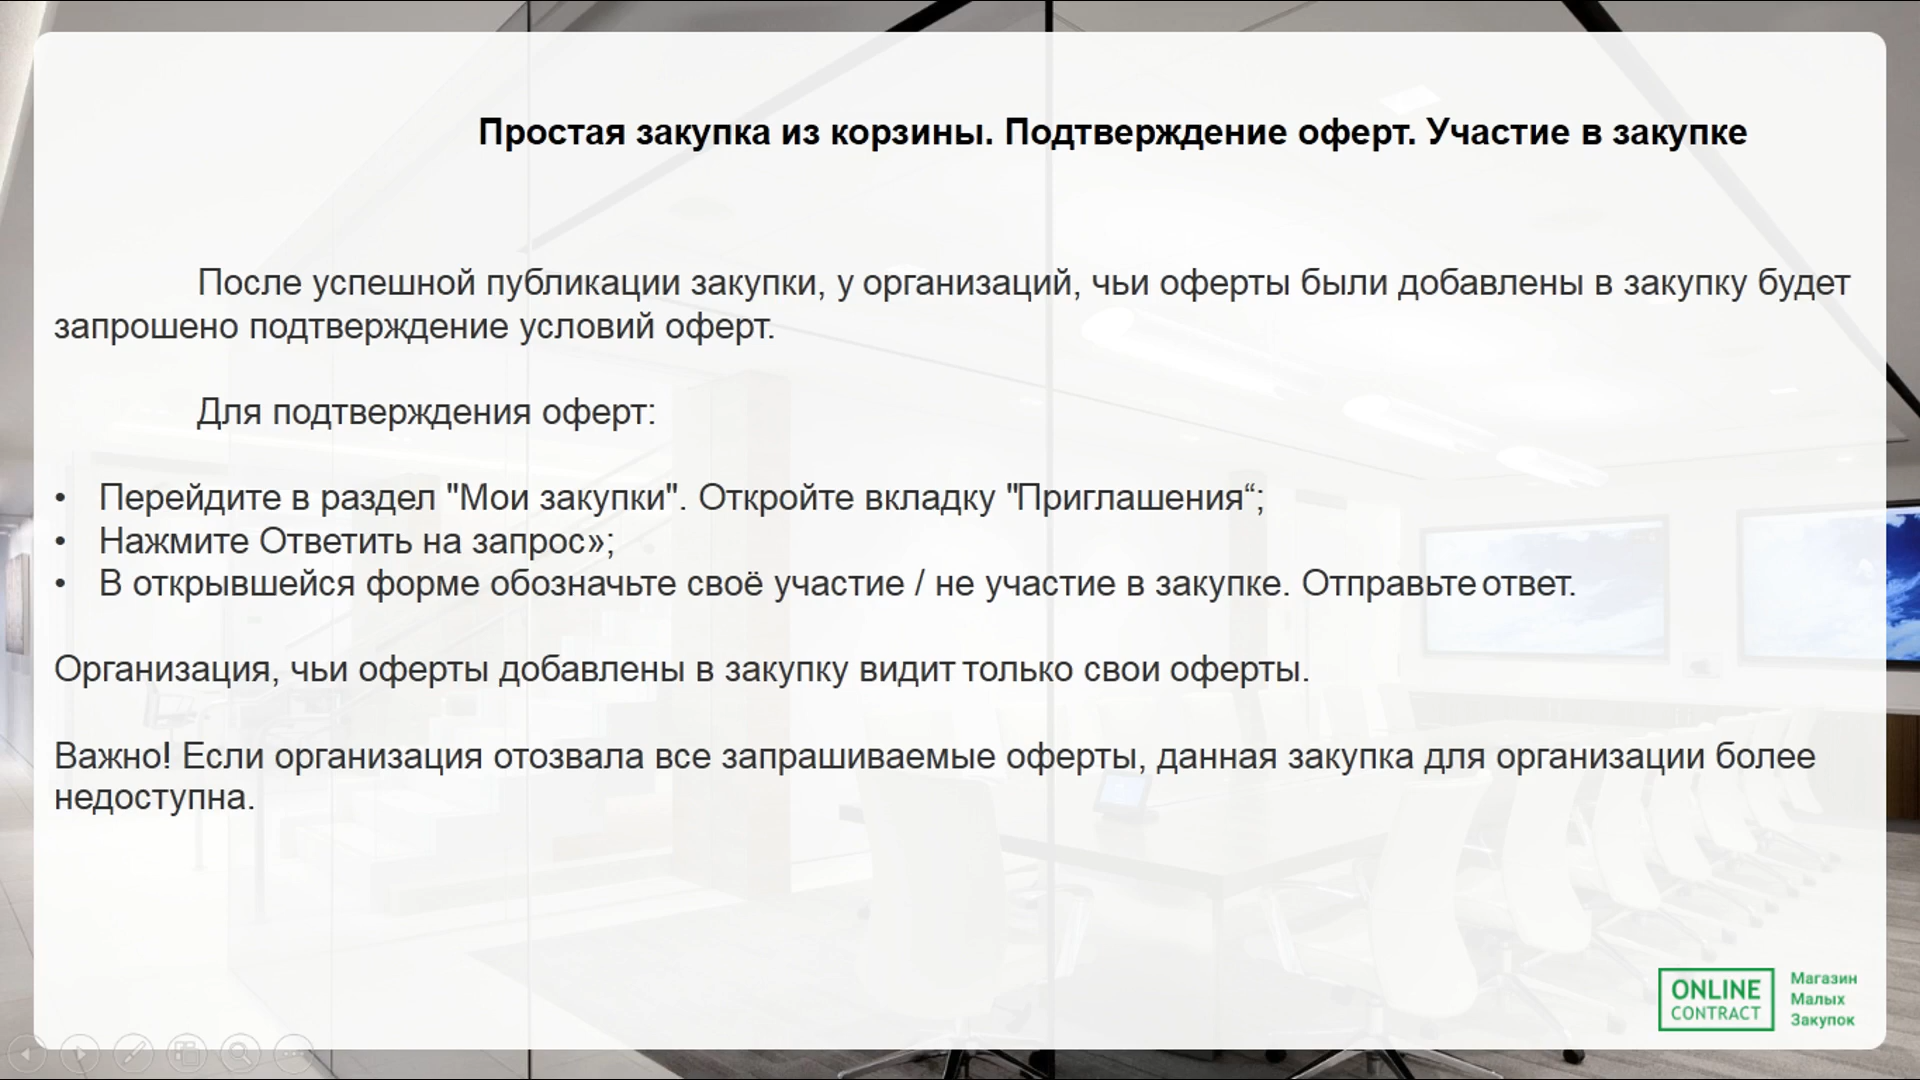 Простая закупка из корзины. Подтверждение оферт. Участие в закупке
После успешной публикации закупки, у организаций, чьи оферты были добавлены в закупку будет
запрошено подтверждение условий оферт.
Для подтверждения оферт:
• Перейдите в раздел "Мои закупки". Откройте вкладку "Приглашения“;
• Нажмите Ответить на запрос»;
• В открывшейся форме обозначьте своё участие / не участие в закупке. Отправьте ответ.
Организация, чьи оферты добавлены в закупку видит только свои оферты.
Важно! Если организация отозвала все запрашиваемые оферты, данная закупка для организации более
недоступна.
ONLINE
CONTRACT
Магазин
Малых
Закупок